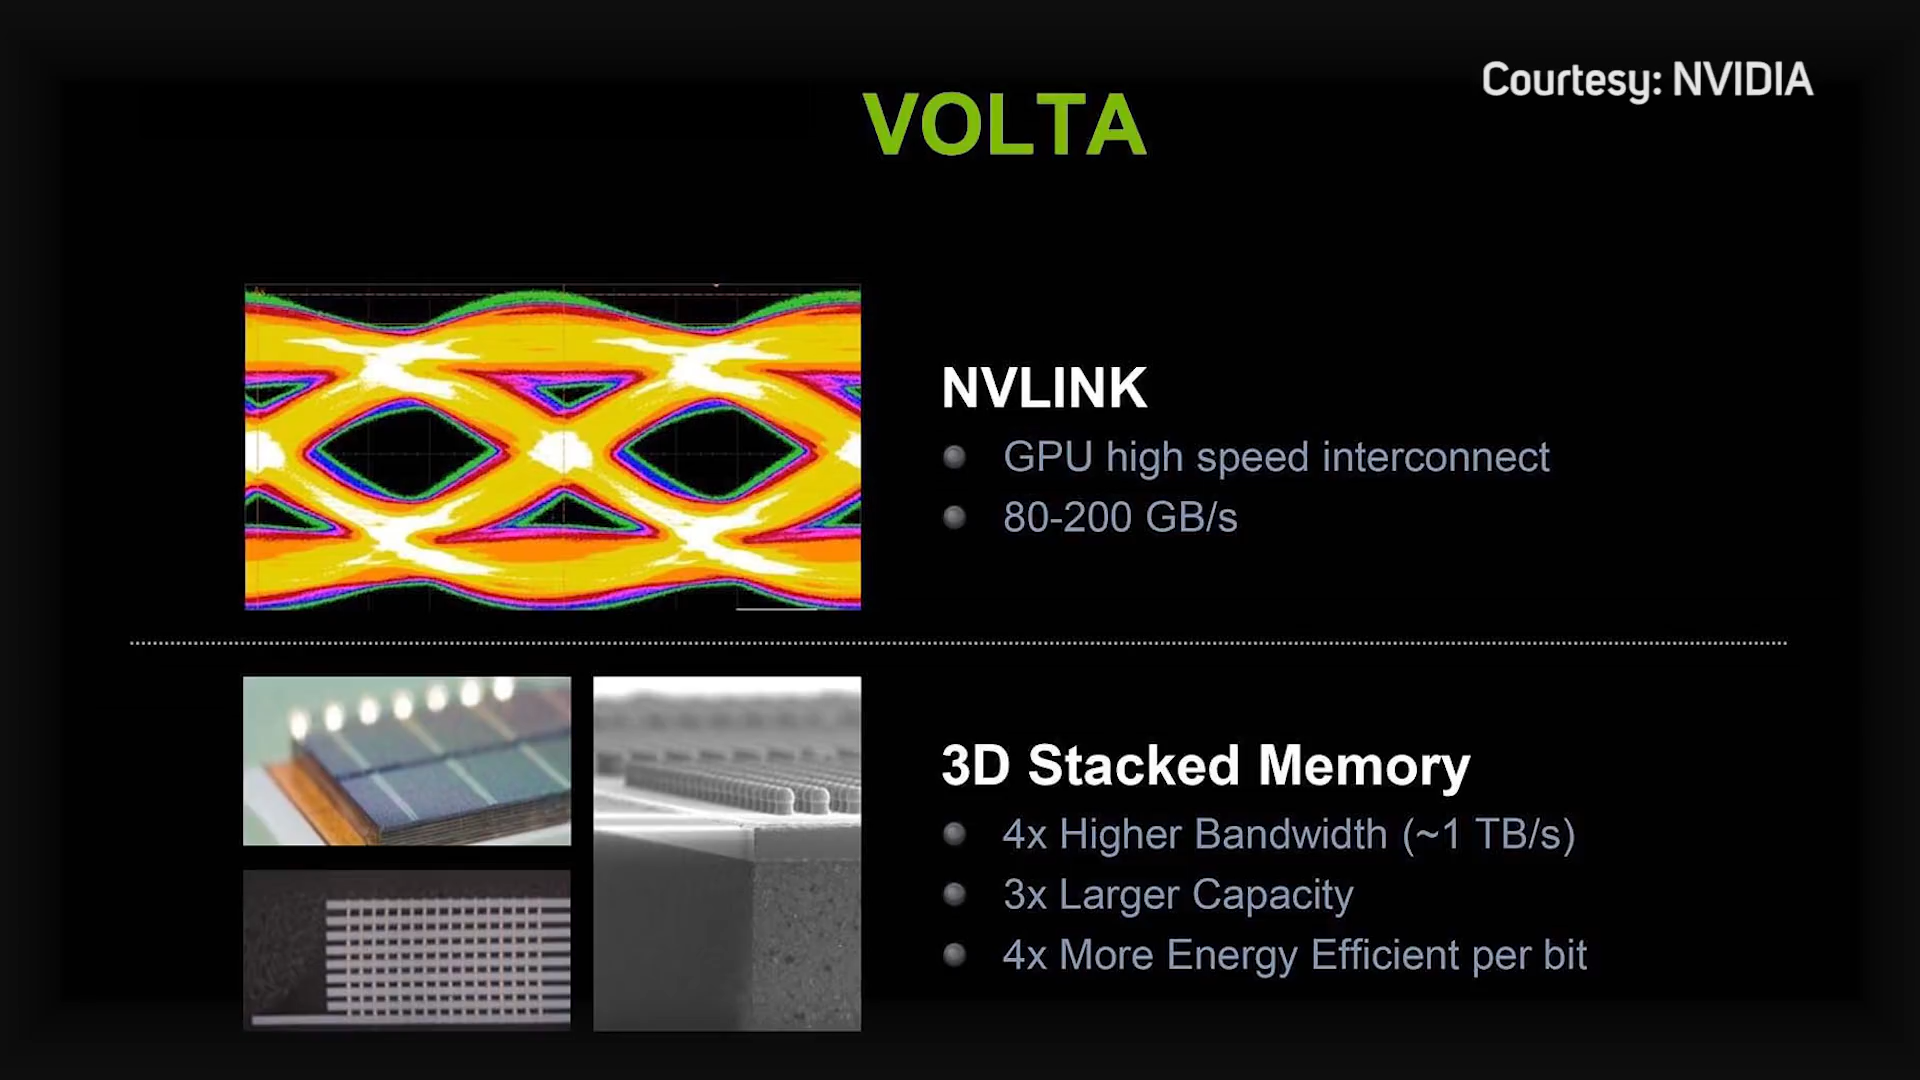 Courtesy: NVIDIA
VOLTA
NVLINK
GPU high speed interconnect
80-200 GB/s
3D Stacked Memory
4x Higher Bandwidth (~1 TB/s)
3x Larger Capacity
4x More Energy Efficient per bit